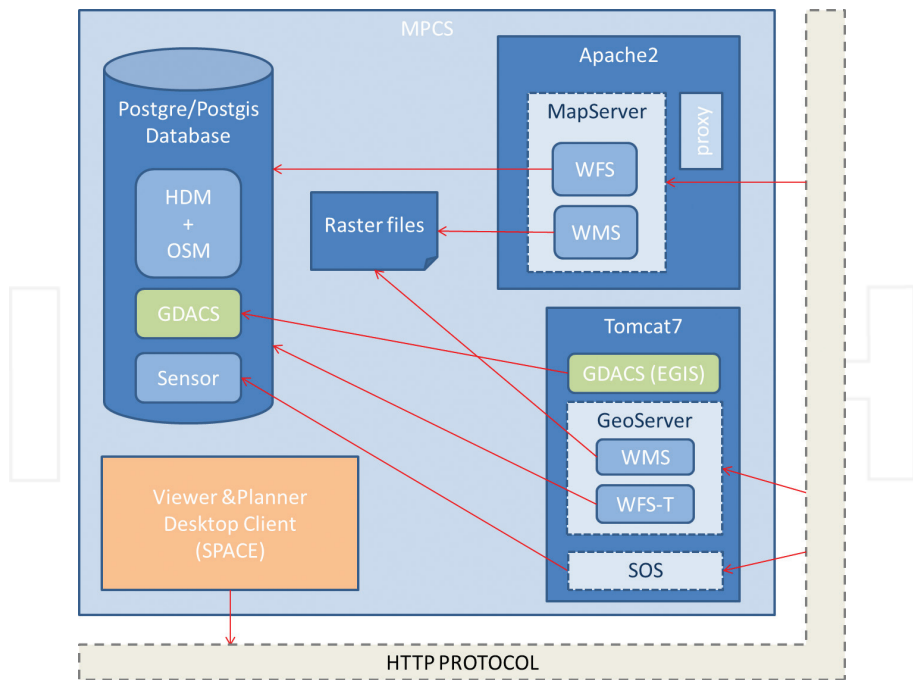 MPCS
Postgre/Postgis
Database
HDM
+
OSM
GDACS
Sensor
Raster files
Apache2
MapServer
WFS
WMS
proxy
Tomcat7
GDACS (EGIS)
GeoServer
WMS
WFS-T
SOS
Viewer &Planner
Desktop Client
(SPACE)
HTTP PROTOCOL